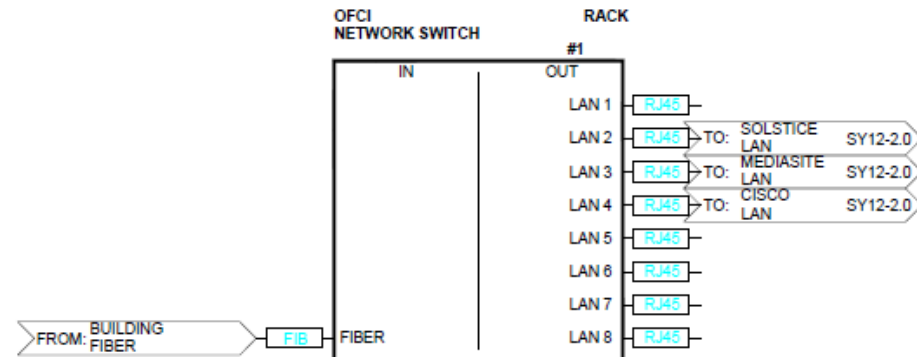 OFCI RACK
NETWORK SWITCH
#1
IN OUT
LAN 1 RJ45
LAN 2 RJ45 TO: SOLSTICE LAN SY12-2.0
LAN 3 RJ45 TO: MEDIASITE LAN SY12-2.0
LAN 4 RJ45 TO: CISCO LAN SY12-2.0
LAN 5 RJ45
LAN 6 RJ45
LAN 7 RJ45
FROM: BUILDING FIBER FIB FIBER LAN 8 RJ45